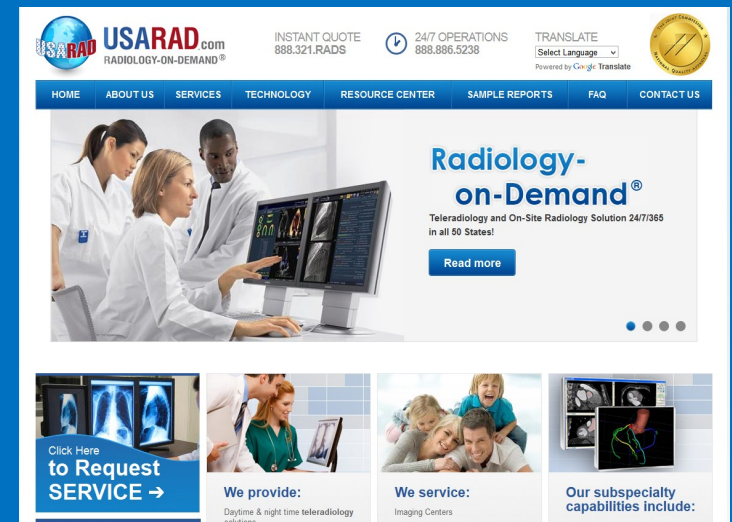 USARAD
USARAD.com
RADIOLOGY-ON-DEMAND®
INSTANT QUOTE
888.321.RADS
24/7 OPERATIONS
888.886.5238
TRANSLATE
Select Language
Powered by Google Translate
HOME ABOUT US SERVICES TECHNOLOGY RESOURCE CENTER SAMPLE REPORTS FAQ CONTACT US
Radiology-
on-Demand®
Teleradiology and On-Site Radiology Solution 24/7/365
in all 50 States!
Read more
Click Here
to Request
SERVICE →
We provide:
Daytime & night time teleradiology
solutions
We service:
Imaging Centers
Our subspecialty
capabilities include: